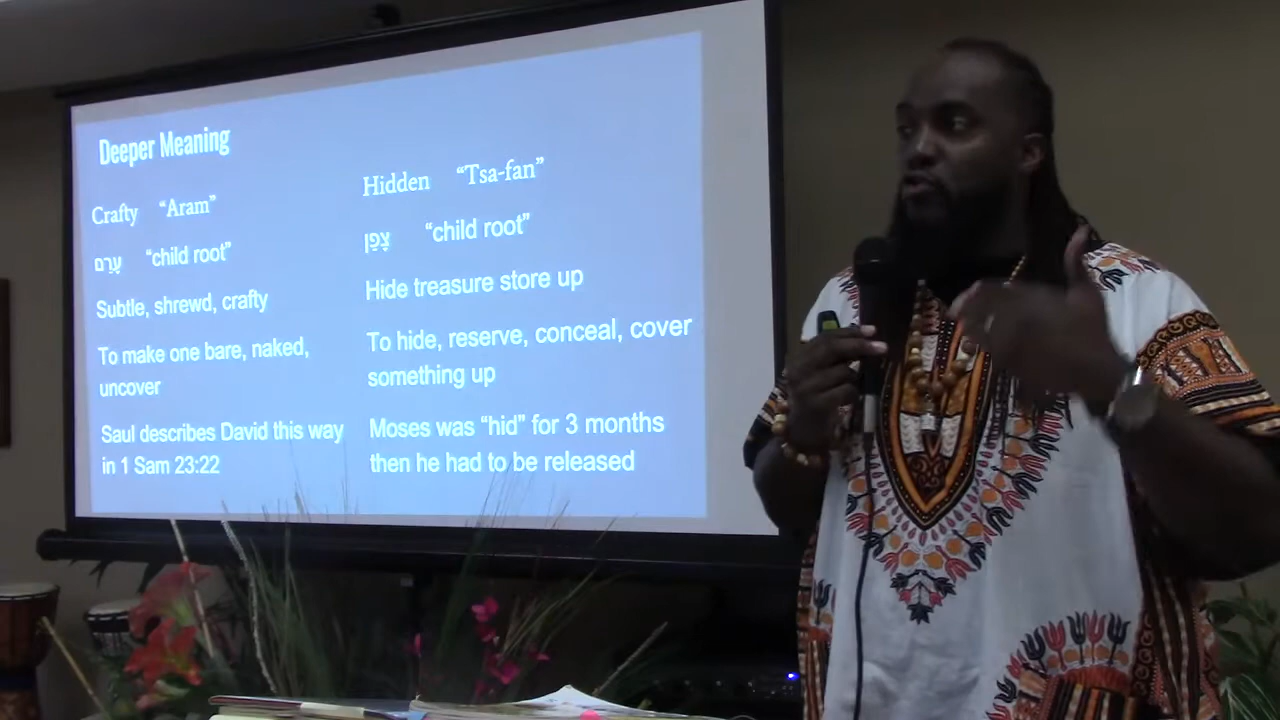 Deeper Meaning
Crafty “Aram”
עָרַם “child root”
Subtle, shrewd, crafty
To make one bare, naked,
uncover
Saul describes David this way
in 1 Sam 23:22
Hidden “Tsa-fan”
צָפַן “child root”
Hide treasure store up
To hide, reserve, conceal, cover
something up
Moses was “hid” for 3 months
then he had to be released